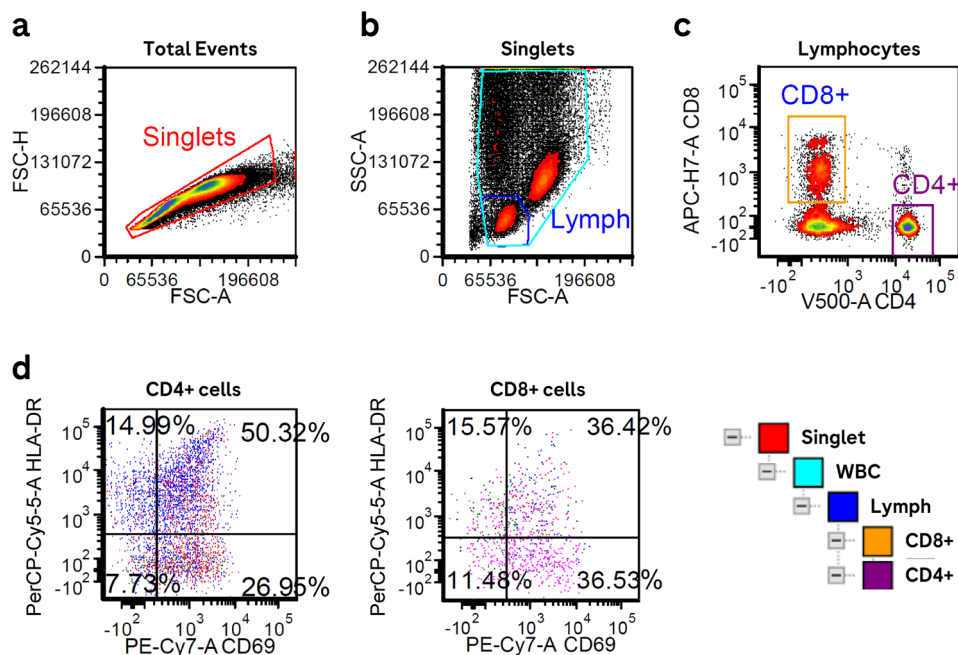 a
Total Events
FSC-H
262144
196608
131072
65536
0
Singlets
0 65536 196608
FSC-A
b
Singlets
SSC-A
262144
196608
131072
65536
0
Lymph
0 65536 196608
FSC-A
c
Lymphocytes
APC-H7-A CD8
10^5
10^4
10^3
10^2
-10^2
CD8+
CD4+
-10^2 10^3 10^4 10^5
V500-A CD4
d
CD4+ cells
PerCP-Cy5-5-A HLA-DR
10^5
10^4
10^3
10^2
-10^2
14.99% 50.32%
7.73% 26.95%
-10^2 10^3 10^4 10^5
PE-Cy7-A CD69
CD8+ cells
PerCP-Cy5-5-A HLA-DR
10^5
10^4
10^3
10^2
-10^2
15.57% 36.42%
11.48% 36.53%
-10^2 10^3 10^4 10^5
PE-Cy7-A CD69
Singlet
WBC
Lymph
CD8+
CD4+